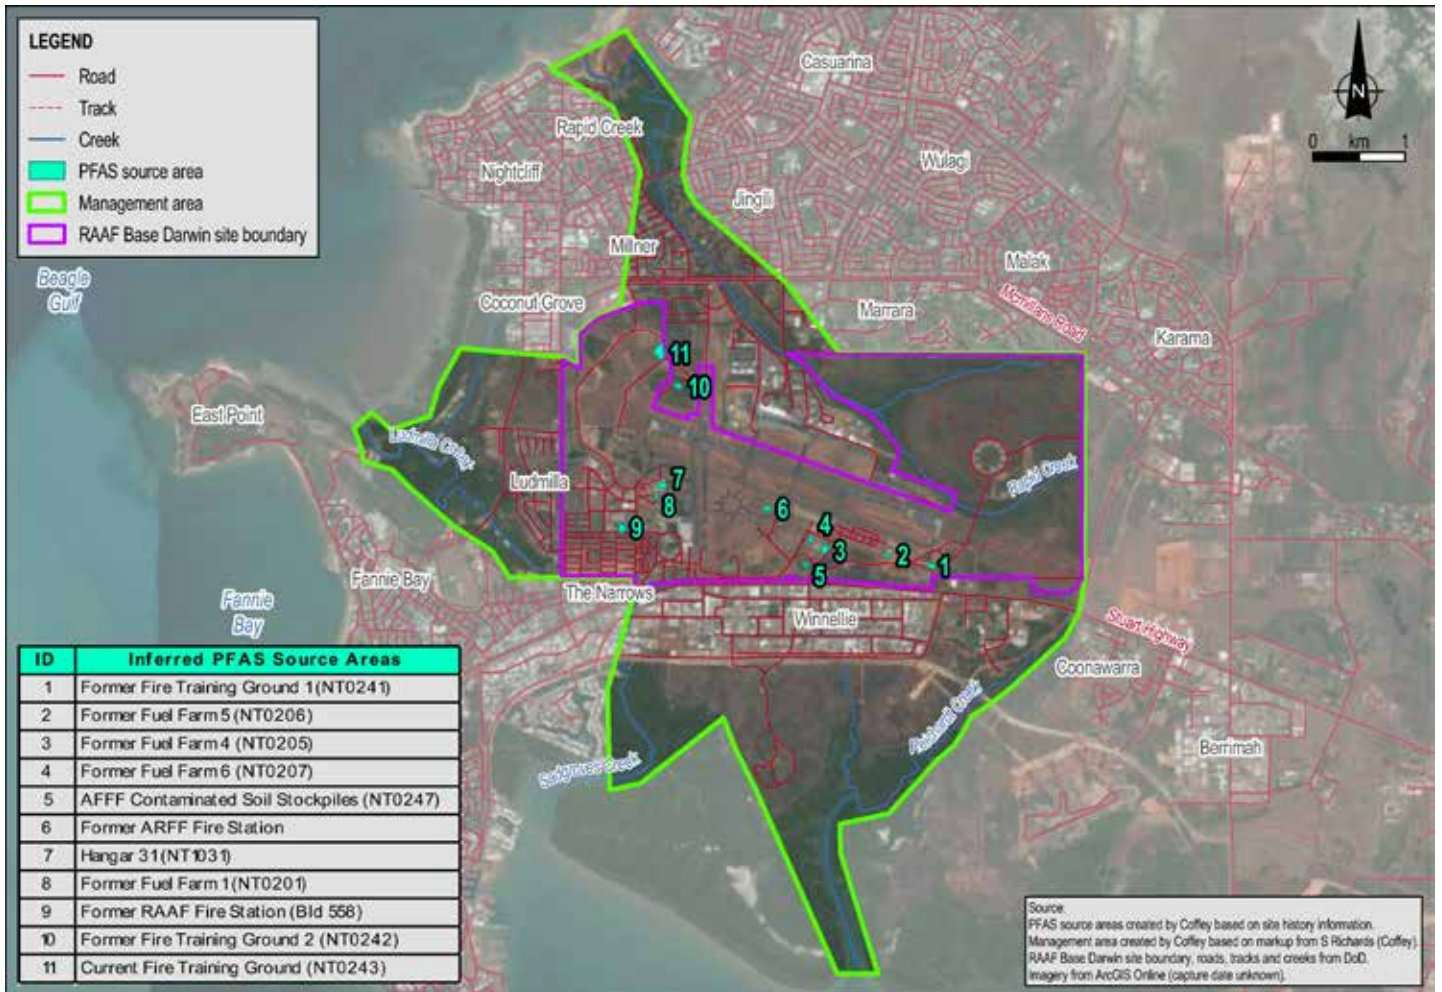 LEGEND
Road
Track
Creek
PFAS source area
Management area
RAAF Base Darwin site boundary
N
0 km 1
Casuarina
Rapid Creek
Wulagi
Nightcliff
Jingili
Millner
Malak
Beagle
Gulf
Coconut Grove
Marrara
Mcmillans Road
Karama
11
10
East Point
Ludmilla Creek
Ludmilla
Rapid Creek
7
8
6
9
4
3
2
5
1
Fannie Bay
The Narrows
Fannie
Bay
Winnellie
Stuart Highway
Coonawarra
Reichardt Creek
Berrimah
Sadgroves Creek
ID Inferred PFAS Source Areas
1 Former Fire Training Ground 1 (NT0241)
2 Former Fuel Farm 5 (NT0206)
3 Former Fuel Farm 4 (NT0205)
4 Former Fuel Farm 6 (NT0207)
5 AFFF Contaminated Soil Stockpiles (NT0247)
6 Former ARFF Fire Station
7 Hangar 31 (NT1031)
8 Former Fuel Farm 1 (NT0201)
9 Former RAAF Fire Station (Bld 558)
10 Former Fire Training Ground 2 (NT0242)
11 Current Fire Training Ground (NT0243)
Source:
PFAS source areas created by Coffey based on site history information.
Management area created by Coffey based on markup from S Richards (Coffey).
RAAF Base Darwin site boundary, roads, tracks and creeks from DoD.
Imagery from ArcGIS Online (capture date unknown).